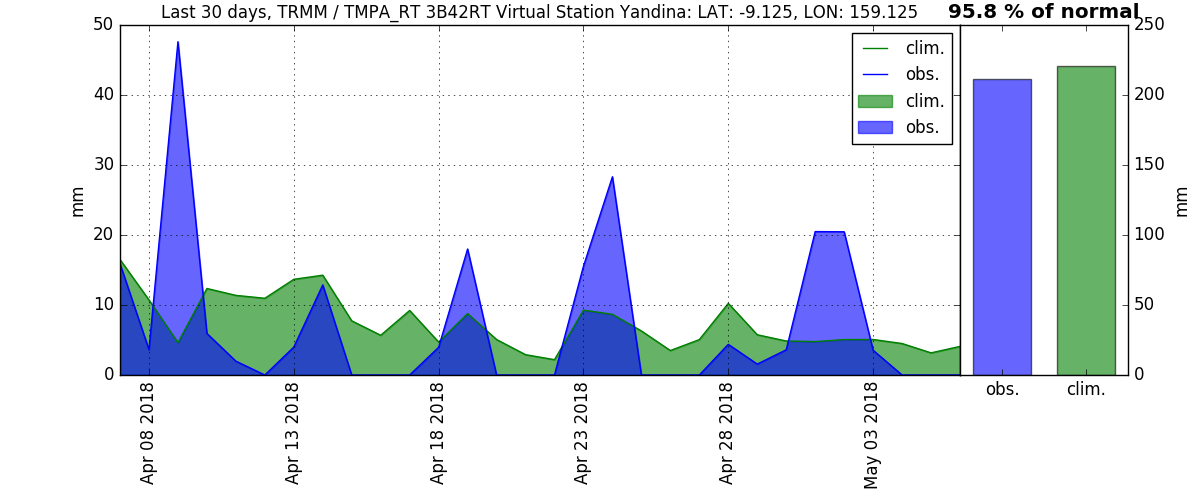 Last 30 days, TRMM / TMPA_RT 3B42RT Virtual Station Yandina: LAT: -9.125, LON: 159.125
95.8 % of normal
50
40
30
20
10
0
mm
clim.
obs.
clim.
obs.
Apr 08 2018
Apr 13 2018
Apr 18 2018
Apr 23 2018
Apr 28 2018
May 03 2018
250
200
150
100
50
0
mm
obs.
clim.